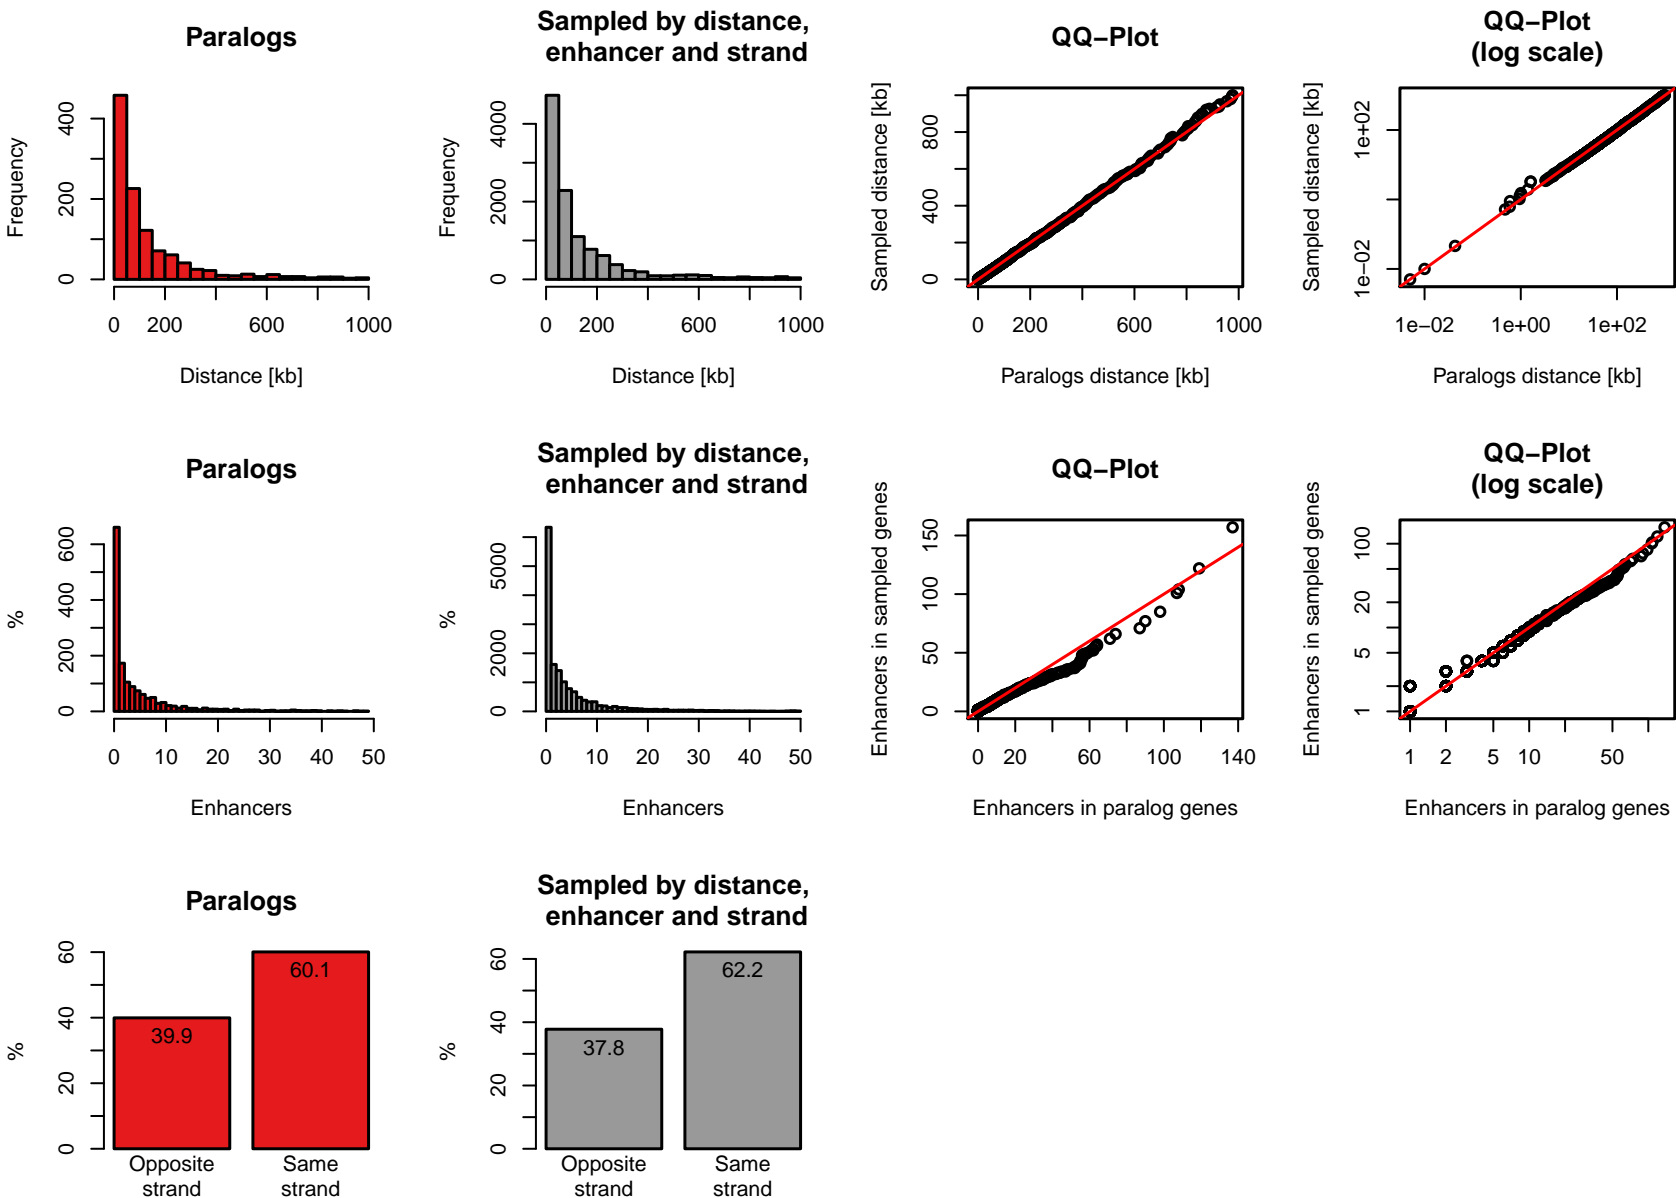 Paralogs
Frequency
0 200 400
0 200 600 1000
Distance [kb]
Sampled by distance,
enhancer and strand
Frequency
0 2000 4000
0 200 600 1000
Distance [kb]
QQ−Plot
Sampled distance [kb]
0 400 800
0 200 600 1000
Paralogs distance [kb]
QQ−Plot
(log scale)
Sampled distance [kb]
1e−02 1e+02
1e−02 1e+00 1e+02
Paralogs distance [kb]
Paralogs
%
0 200 400 600
0 10 20 30 40 50
Enhancers
Sampled by distance,
enhancer and strand
%
0 2000 5000
0 10 20 30 40 50
Enhancers
QQ−Plot
Enhancers in sampled genes
0 50 100 150
0 20 60 100 140
Enhancers in paralog genes
QQ−Plot
(log scale)
Enhancers in sampled genes
1 5 20 100
1 2 5 10 50
Enhancers in paralog genes
Paralogs
%
0 20 40 60
39.9
60.1
Opposite
strand
Same
strand
Sampled by distance,
enhancer and strand
%
0 20 40 60
37.8
62.2
Opposite
strand
Same
strand